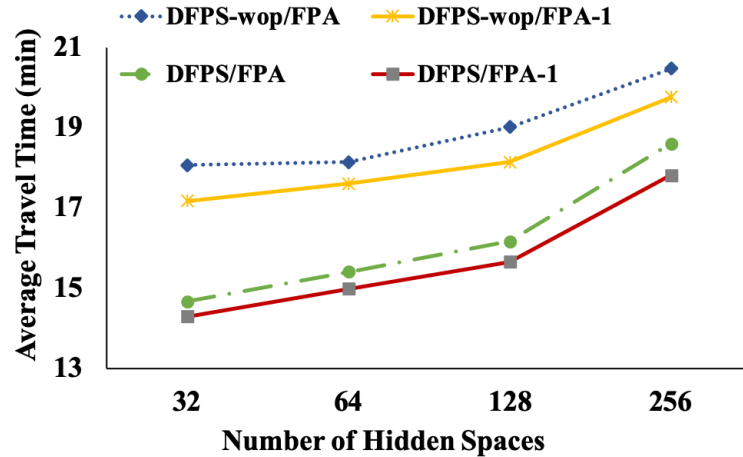 DFPS-wop/FPA DFPS-wop/FPA-1
DFPS/FPA DFPS/FPA-1
Average Travel Time (min)
21
19
17
15
13
32 64 128 256
Number of Hidden Spaces